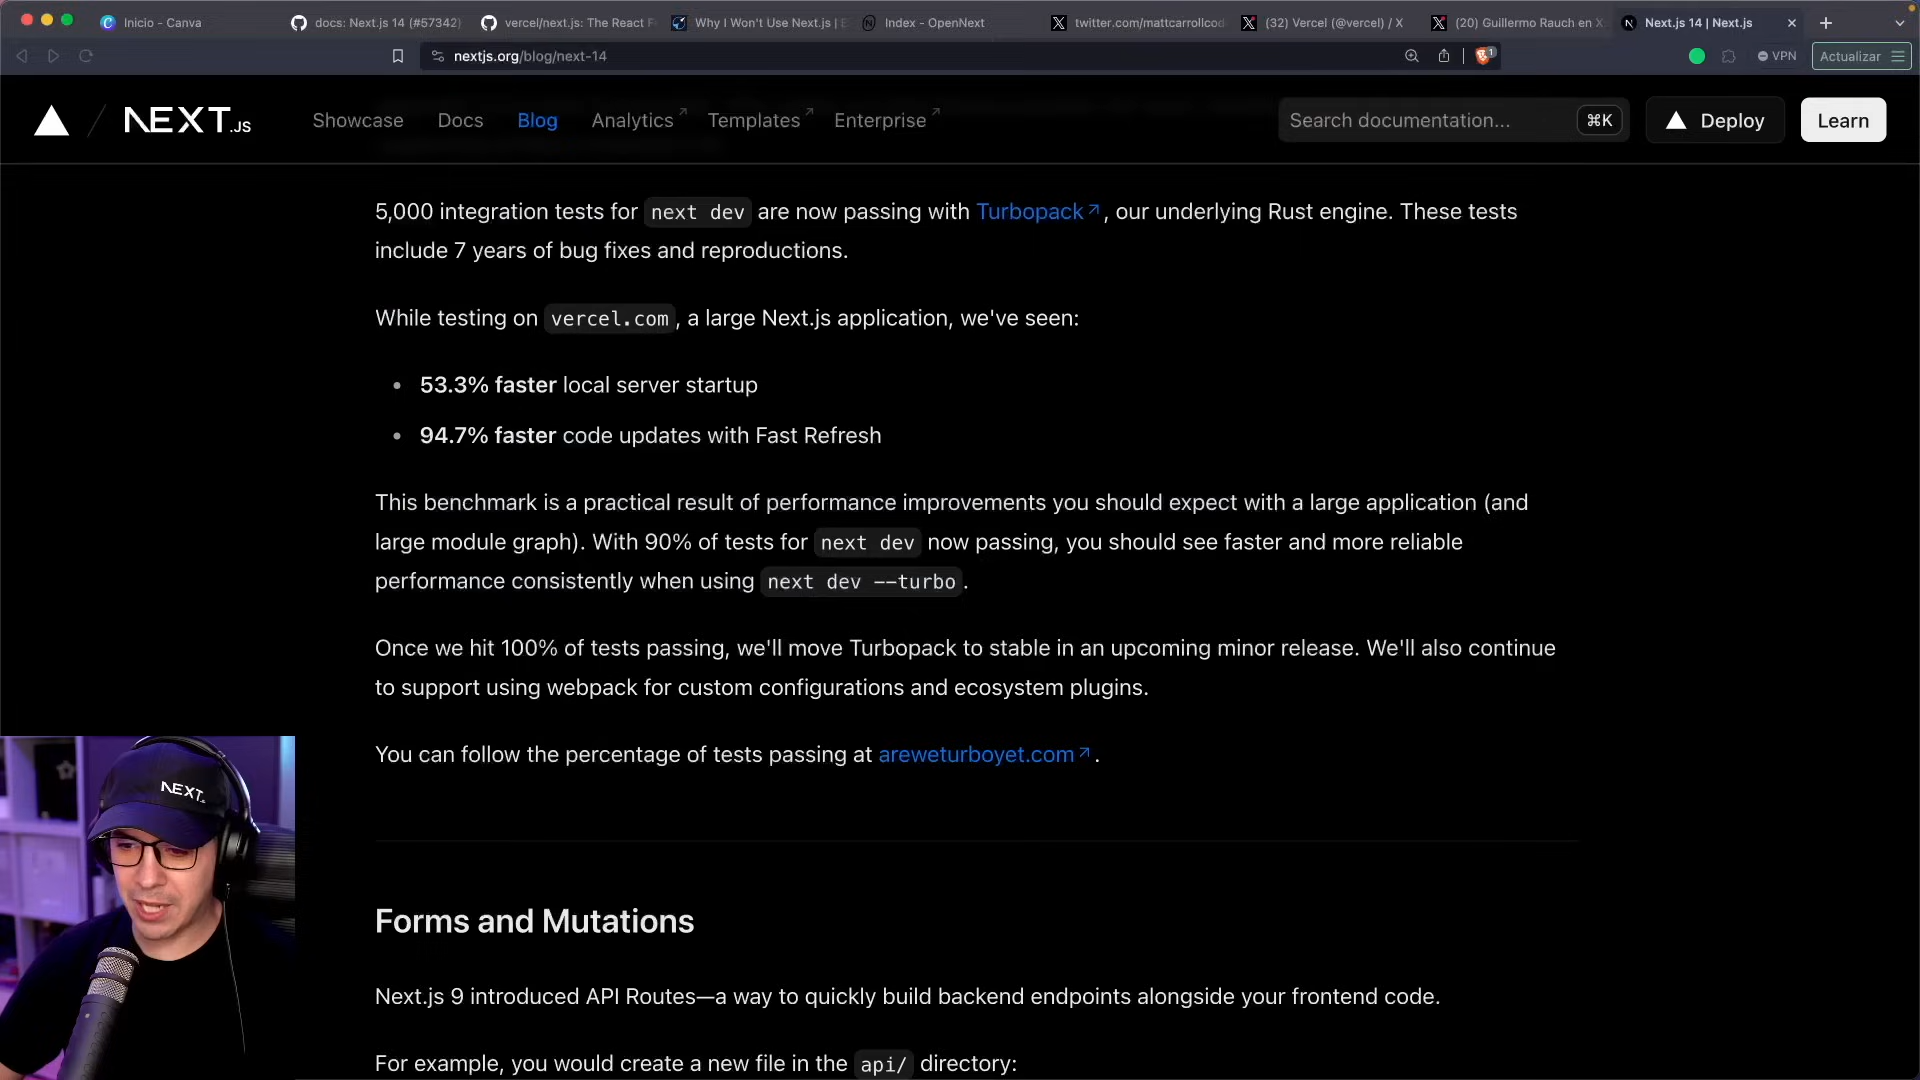 Inicio - Canva
docs: Next.js 14 (#57342)
vercel/next.js: The React F
Why I Won't Use Next.js |
Index - OpenNext
twitter.com/mattcarrollcod
(32) Vercel (@vercel) / X
(20) Guillermo Rauch en X
Next.js 14 | Next.js
nextjs.org/blog/next-14
1
VPN
Actualizar
NEXT.JS
Showcase
Docs
Blog
Analytics
Templates
Enterprise
Search documentation...
⌘K
Deploy
Learn
5,000 integration tests for next dev are now passing with Turbopack, our underlying Rust engine. These tests
include 7 years of bug fixes and reproductions.
While testing on vercel.com, a large Next.js application, we've seen:
• 53.3% faster local server startup
• 94.7% faster code updates with Fast Refresh
This benchmark is a practical result of performance improvements you should expect with a large application (and
large module graph). With 90% of tests for next dev now passing, you should see faster and more reliable
performance consistently when using next dev --turbo.
Once we hit 100% of tests passing, we'll move Turbopack to stable in an upcoming minor release. We'll also continue
to support using webpack for custom configurations and ecosystem plugins.
You can follow the percentage of tests passing at areweturboyet.com.
NEXT.
Forms and Mutations
Next.js 9 introduced API Routes—a way to quickly build backend endpoints alongside your frontend code.
For example, you would create a new file in the api/ directory: